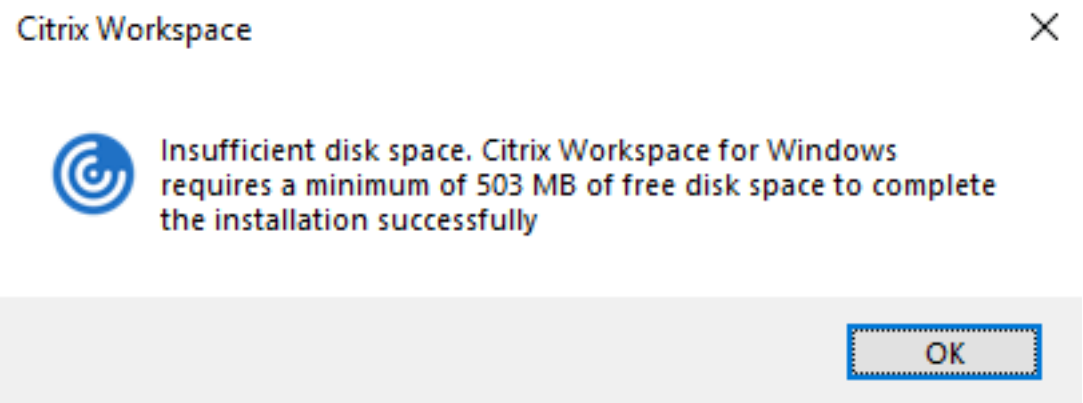 Citrix Workspace
Insufficient disk space. Citrix Workspace for Windows
requires a minimum of 503 MB of free disk space to complete
the installation successfully
OK